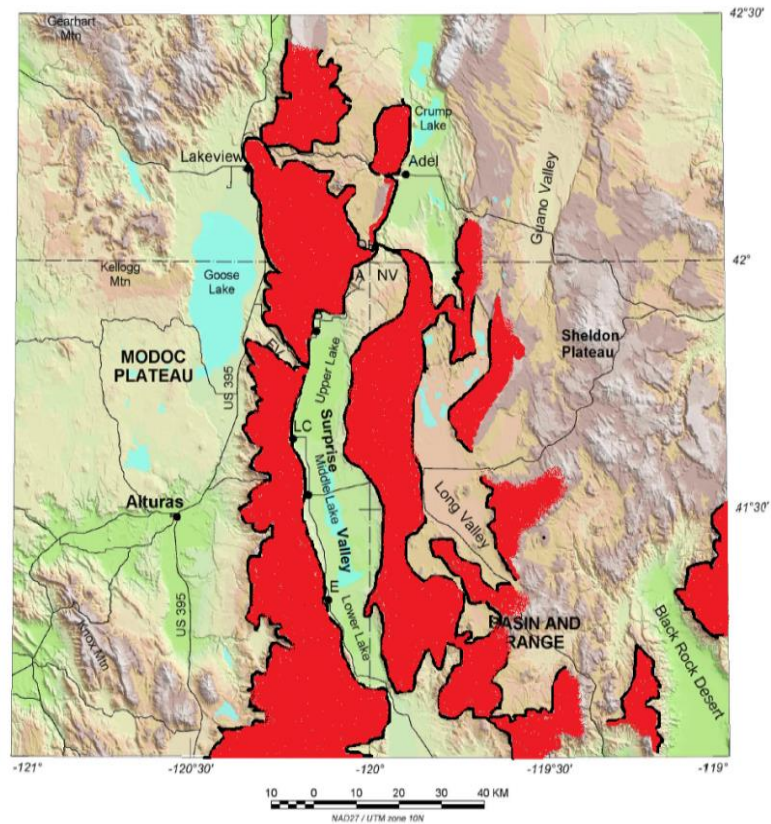 42°30'
Gearhart
Mtn
Crump
Lake
Lakeview
Adel
Guano Valley
42°
Kellogg
Mtn
Goose
Lake
NV
Sheldon
Plateau
MODOC
PLATEAU
US 395
Upper Lake
Surprise
LC
Middle Lake
Valley
Long Valley
Alturas
41°30'
E
Lower Lake
US 395
Knox Mtn
BASIN AND
RANGE
Black Rock Desert
-121°
-120°30'
-120°
-119°30'
-119°
10 0 10 20 30 40 KM
NAD27 / UTM zone 10N